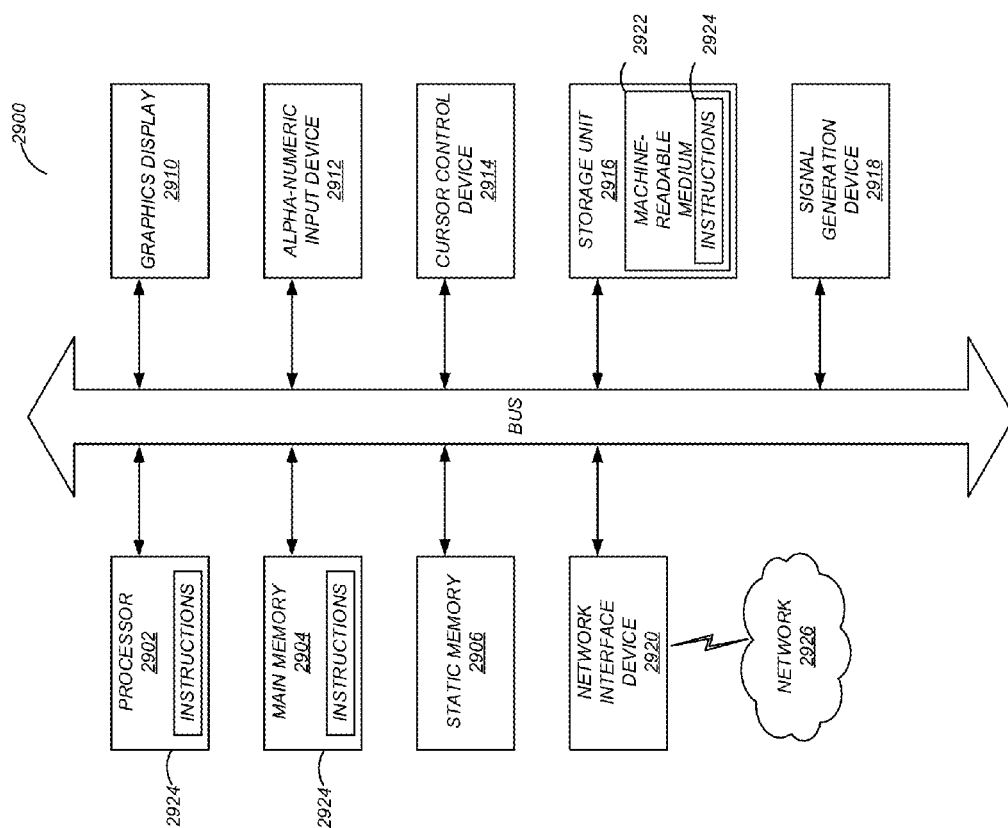 2900
PROCESSOR
2902
INSTRUCTIONS
2924
MAIN MEMORY
2904
INSTRUCTIONS
2924
STATIC MEMORY
2906
NETWORK
INTERFACE
DEVICE
2920
NETWORK
2926
BUS
GRAPHICS DISPLAY
2910
ALPHA-NUMERIC
INPUT DEVICE
2912
CURSOR CONTROL
DEVICE
2914
STORAGE UNIT
2916
MACHINE-
READABLE
MEDIUM
INSTRUCTIONS
2922
2924
SIGNAL
GENERATION
DEVICE
2918